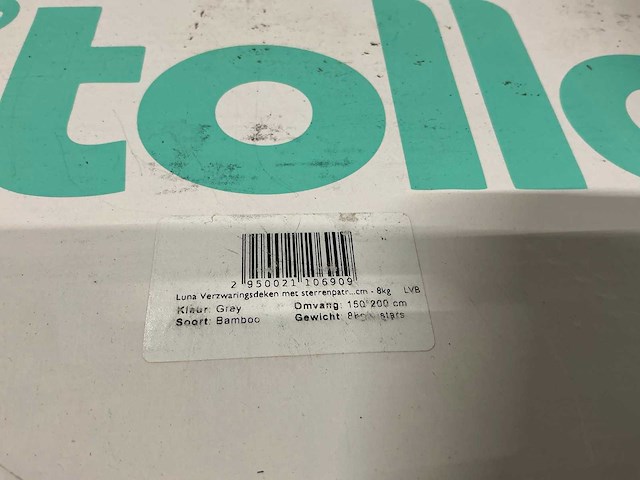 'tollo
2 950021 106909
Luna Verzwaringsdeken met sterrenpatr...cm - 8kg LVB
Kleur: Grey Omvang: 150*200 cm
Soort: Bamboo Gewicht: stars